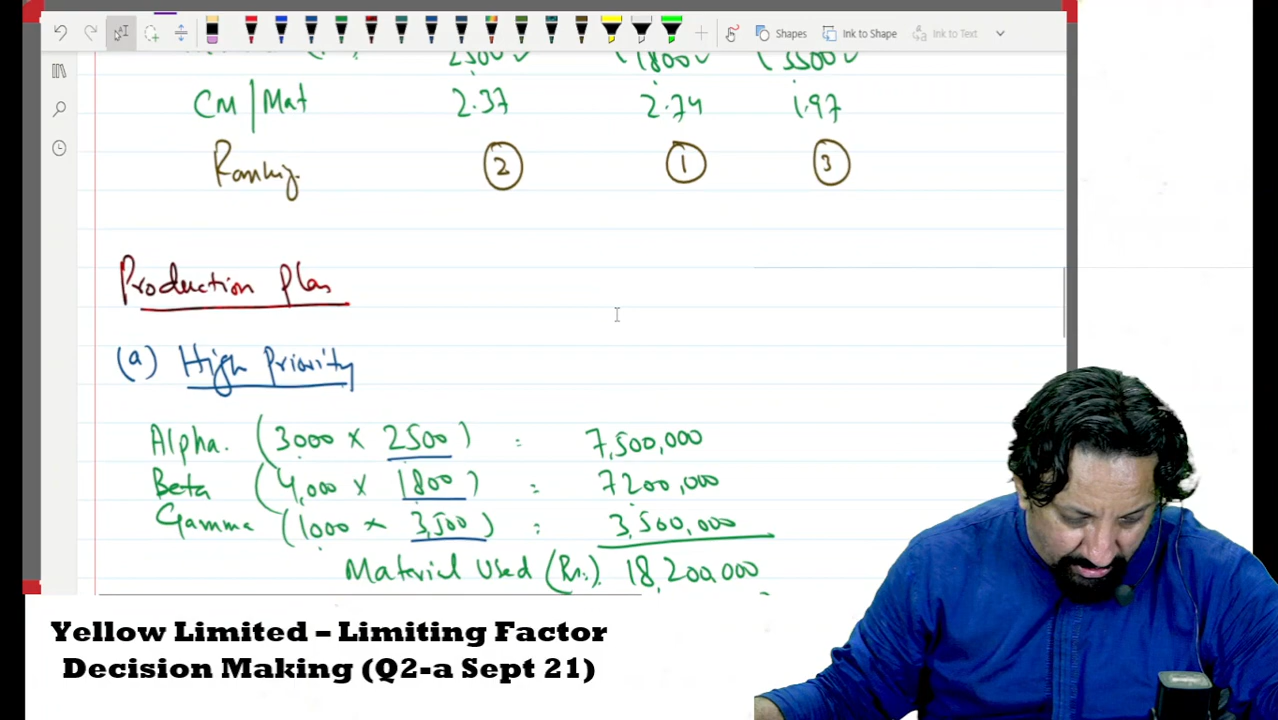 Shapes Ink to Shape Ink to Text
2500 1800 3500
CM | Mat 2.37 2.74 1.97
Ranking 2 1 3
Production Plan
(a) High Priority
Alpha. (3000 × 2500) = 7,500,000
Beta (4,000 × 1800) = 7200,000
Gamma (1000 × 3,500) = 3,500,000
Material Used (Rs.) 18,200,000
Yellow Limited – Limiting Factor
Decision Making (Q2-a Sept 21)